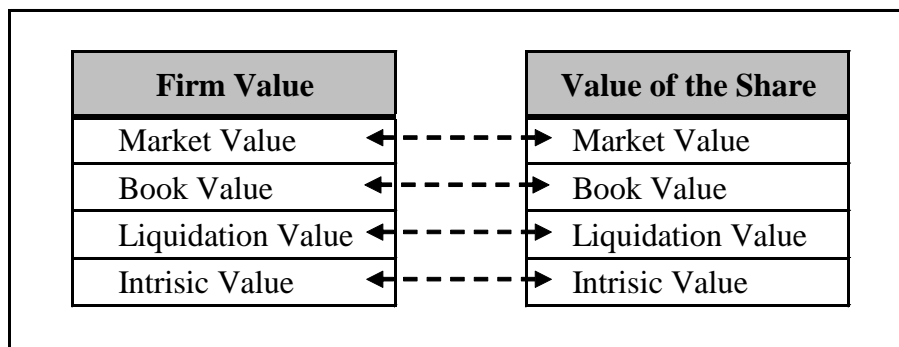 Firm Value
Value of the Share
Market Value
Market Value
Book Value
Book Value
Liquidation Value
Liquidation Value
Intrisic Value
Intrisic Value